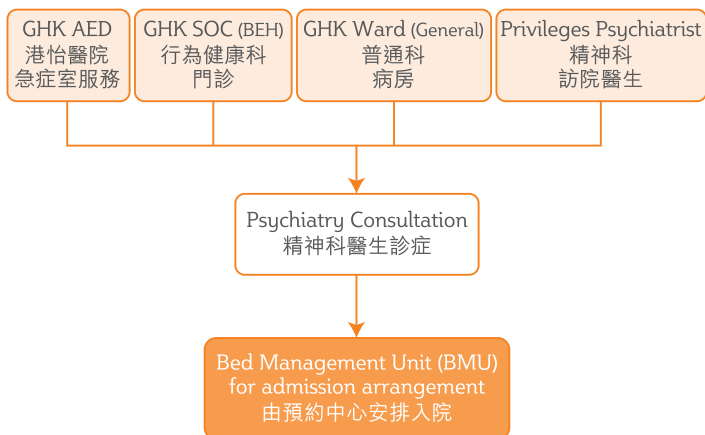 GHK AED
港怡醫院
急症室服務
GHK SOC (BEH)
行為健康科
門診
GHK Ward (General)
普通科
病房
Privileges Psychiatrist
精神科
訪院醫生
Psychiatry Consultation
精神科醫生診症
Bed Management Unit (BMU)
for admission arrangement
由預約中心安排入院